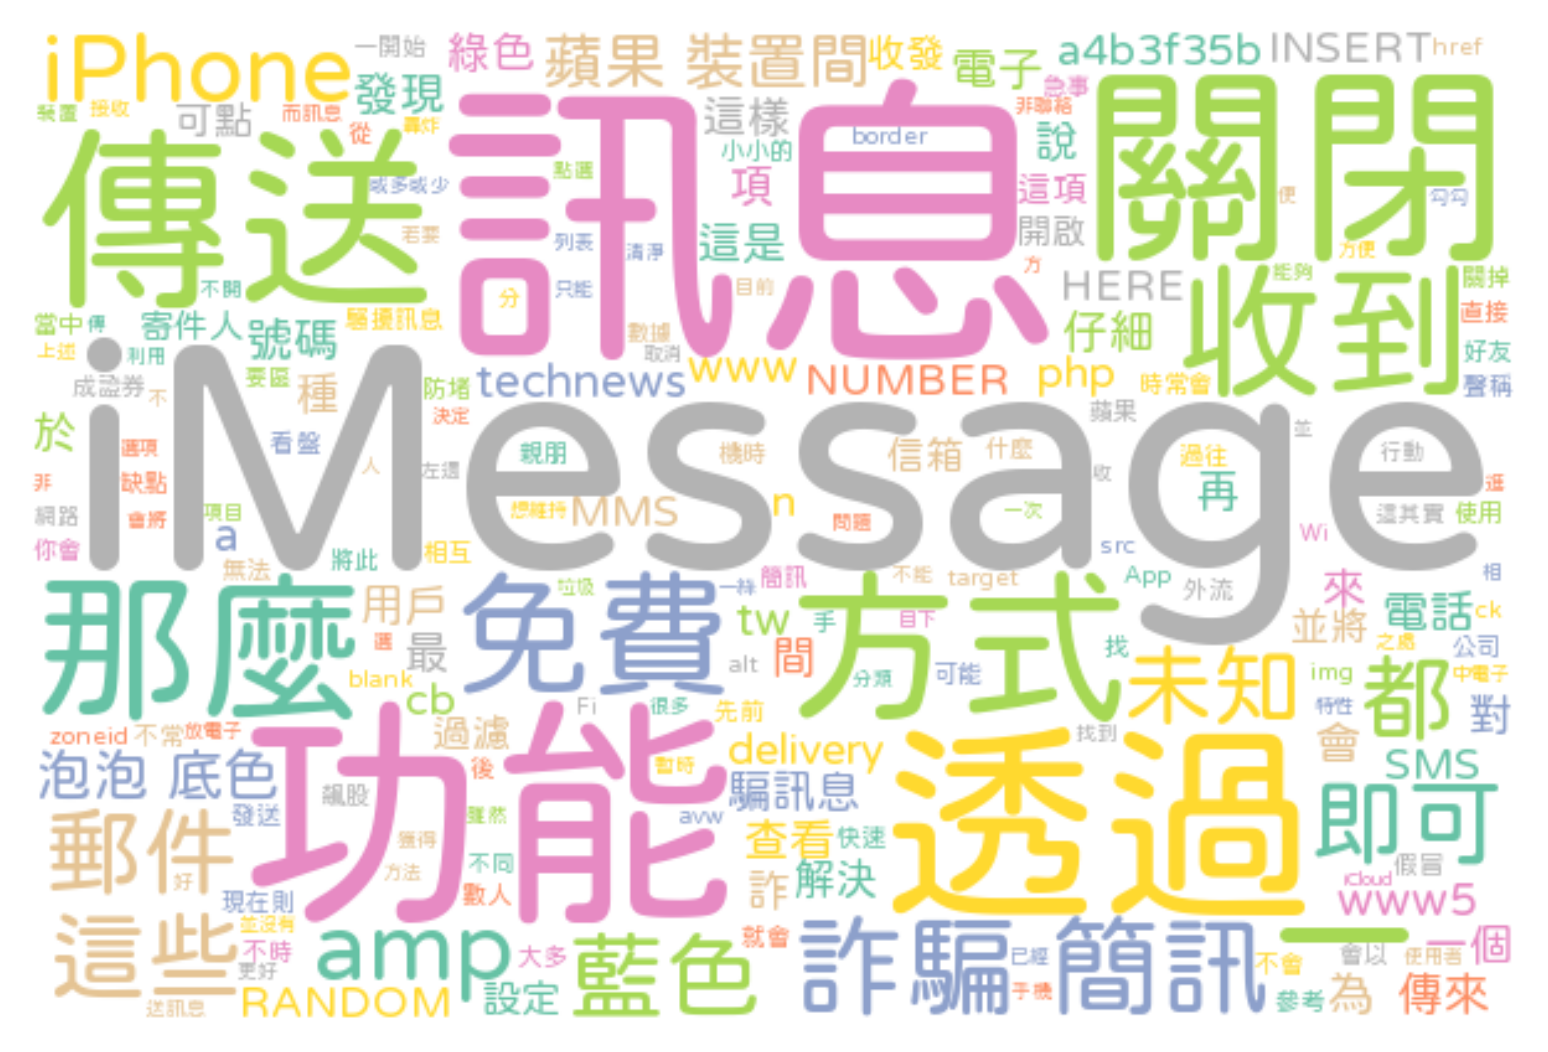 iPhone
一開始
綠色
蘋果 裝置間
收發
電子
a4b3f35b
INSERT
href
裝置
接收
可點
而訊息
發現
從
轟炸
這樣
border
急事
非聯絡
說
關閉
傳送
訊息
或多或少
點選
小小的
項
這項
便
勾勾
若要
列表
清淨
這是
開啟
方便
方
不開
分
只能
目前
HERE
能夠
關掉
收到
當中
傳
寄件人
號碼
騷擾訊息
數據
取消
仔細
直接
上述
利用
要區
technews
www
NUMBER
php
時常會
好友
聲稱
成證券
不
種
防堵
決定
蘋果
iMessage
於
選項
看盤
人
左邊
親朋
機時
信箱
什麼
過往
並
行動
非
缺點
收
再
逛
網路
會將
項目
a
想維持
MMS
n
問題
一次
這其實
使用
你會
將此
相互
src
Wi
無法
那麼
用戶
免費
垃圾
一樣
簡訊
不能
target
App
外流
來
相
電話
ck
選
最
tw
手
方式
目下
找
並將
之處
公司
blank
cb
alt
間
分類
可能
未知
img
都
中電子
zoneid
不常
放電子
過濾
Fi
很多
先前
找到
特性
對
會
泡泡 底色
功能
後
暫時
delivery
透過
SMS
飆股
騙訊息
發送
雖然
avw
即可
郵件
好
獲得
方法
不同
查看
快速
假冒
現在則
數人
詐
解決
iCloud
www5
這些
並沒有
不時
更好
amp
大多
藍色
就會
詐騙簡訊
已經
一
一個
不會
會以
使用者
送訊息
RANDOM
設定
手機
參考
為
傳來